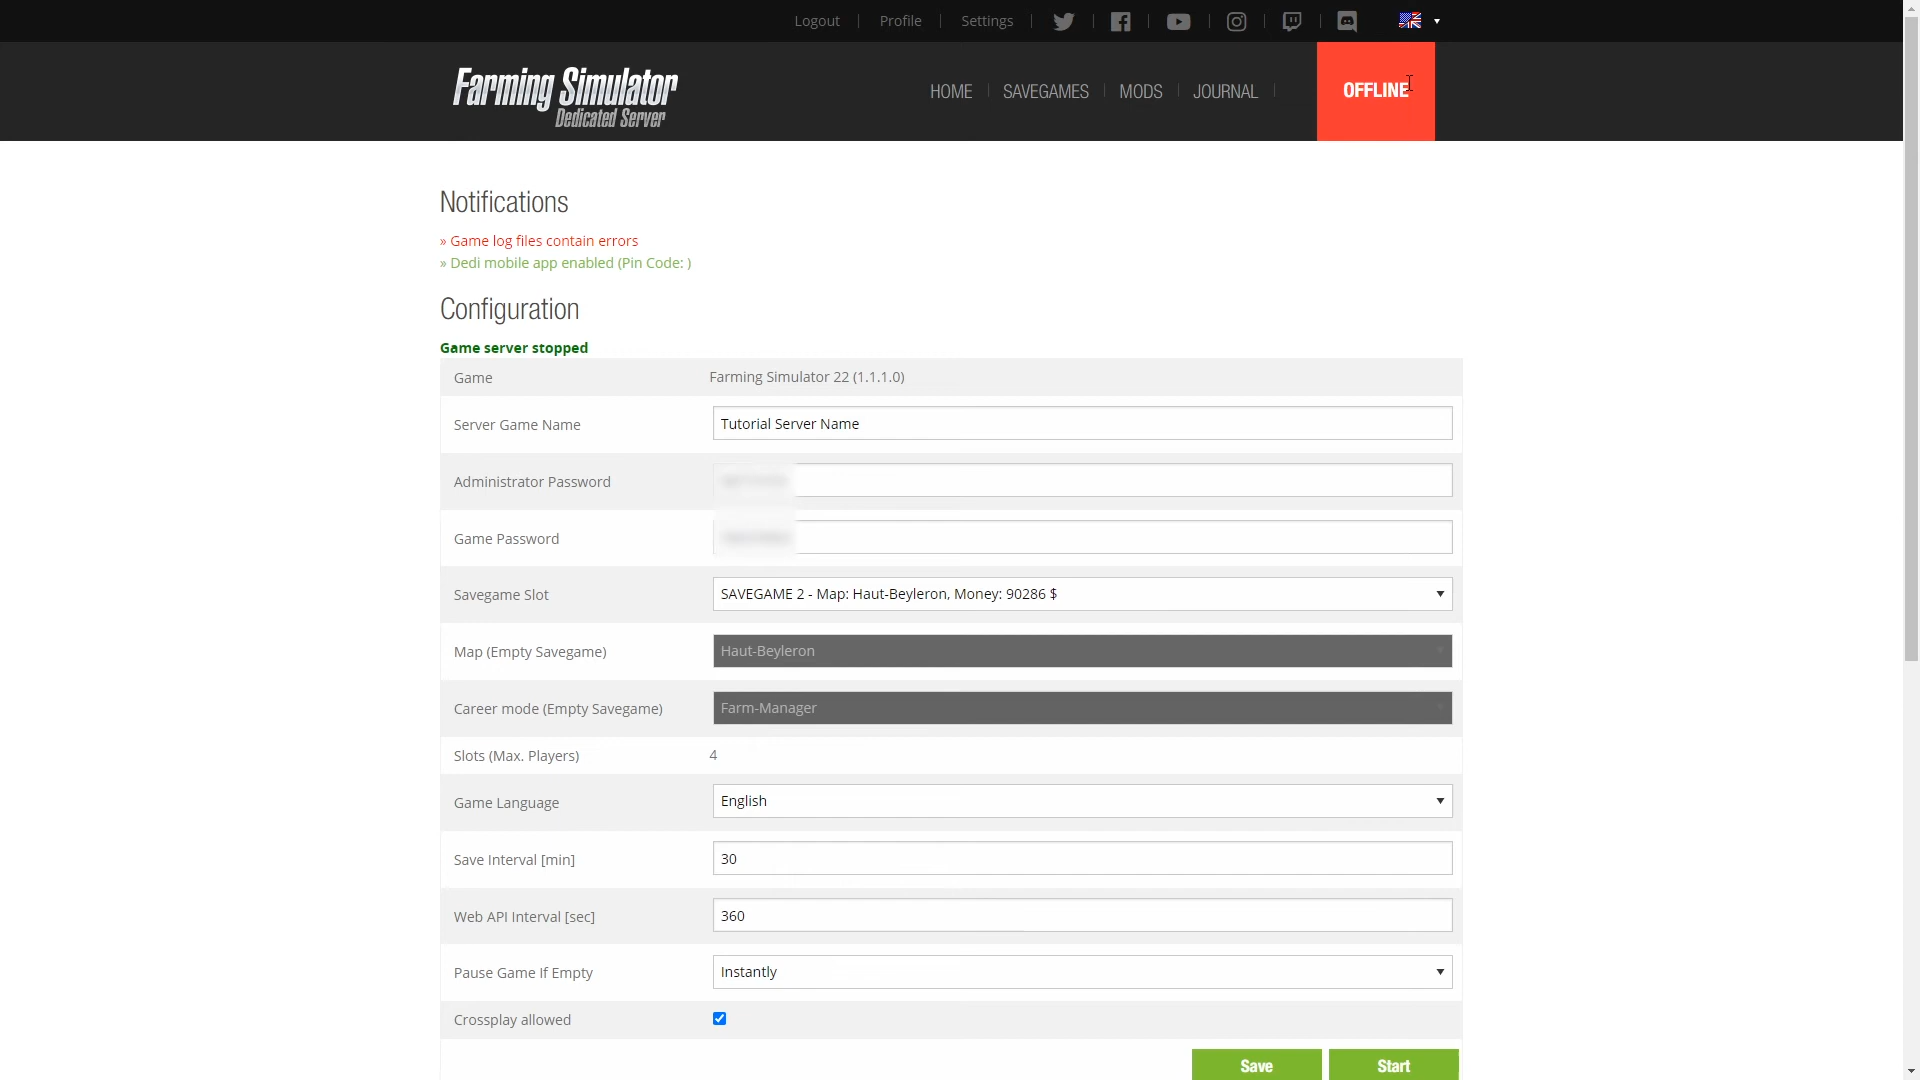 Logout
Profile
Settings
Farming Simulator
Dedicated Server
HOME
SAVEGAMES
MODS
JOURNAL
OFFLINE
Notifications
» Game log files contain errors
» Dedi mobile app enabled (Pin Code: )
Configuration
Game server stopped
Game
Farming Simulator 22 (1.1.1.0)
Server Game Name
Tutorial Server Name
Administrator Password
Game Password
Savegame Slot
SAVEGAME 2 - Map: Haut-Beyleron, Money: 90286 $
Map (Empty Savegame)
Haut-Beyleron
Career mode (Empty Savegame)
Farm-Manager
Slots (Max. Players)
4
Game Language
English
Save Interval [min]
30
Web API Interval [sec]
360
Pause Game If Empty
Instantly
Crossplay allowed
Save
Start